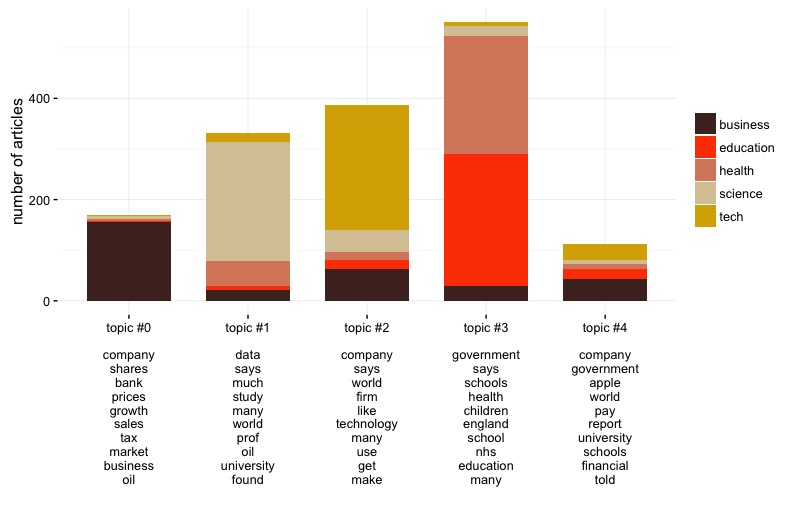 number of articles
400
200
0
business
education
health
science
tech
topic #0
company
shares
bank
prices
growth
sales
tax
market
business
oil
topic #1
data
says
much
study
many
world
prof
oil
university
found
topic #2
company
says
world
firm
like
technology
many
use
get
make
topic #3
government
says
schools
health
children
england
school
nhs
education
many
topic #4
company
government
apple
world
pay
report
university
schools
financial
told